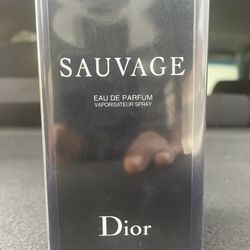 SAUVAGE
EAU DE PARFUM
VAPORISATEUR SPRAY
Dior